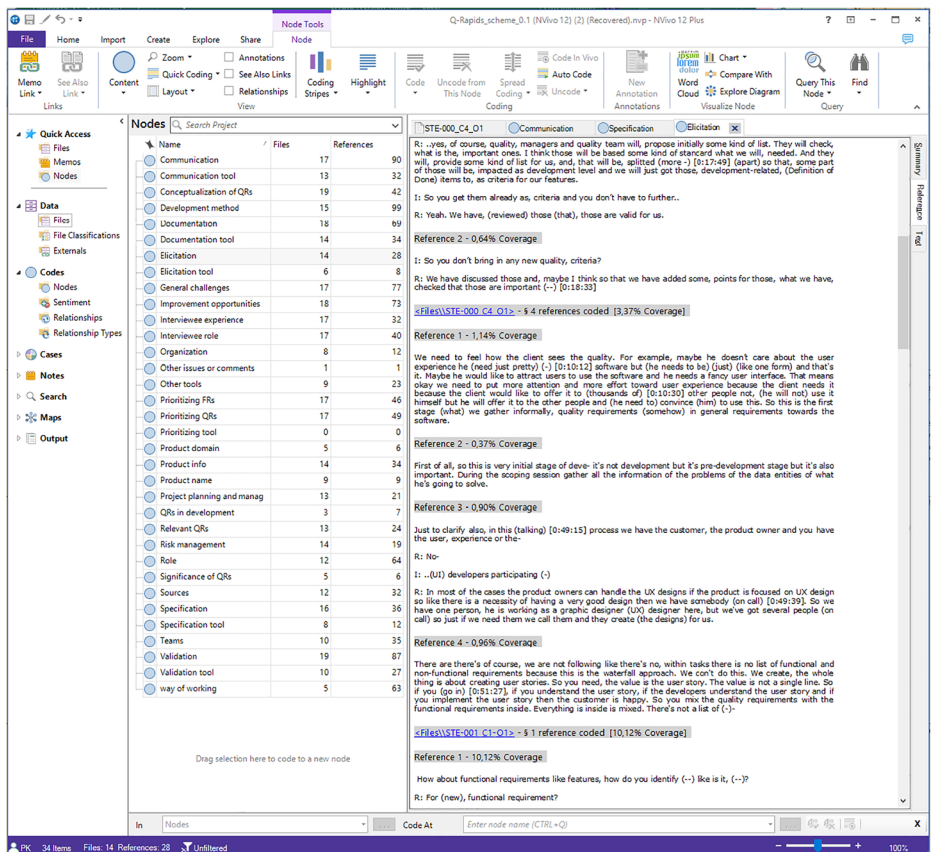 Node Tools
Q-Rapids_scheme_0.1 (NVivo 12) (2) (Recovered).nvp - NVivo 12 Plus
File Home Import Create Explore Share Node
Memo Link
See Also Link
Links
Content
Zoom
Quick Coding
Layout
Annotations
See Also Links
Relationships
Coding Stripes
Highlight
View
Code
Uncode from This Node
Spread Coding
Code In Vivo
Auto Code
Uncode
Coding
New Annotation
Annotations
Word Cloud
Chart
Compare With
Explore Diagram
Visualize Node
Query This Node
Find
Query
Quick Access
Files
Memos
Nodes
Data
Files
File Classifications
Externals
Codes
Nodes
Sentiment
Relationships
Relationship Types
Cases
Notes
Search
Maps
Output
Nodes Search Project
Name Files References
Communication 17 90
Communication tool 13 32
Conceptualization of QRs 19 42
Development method 15 99
Documentation 18 69
Documentation tool 14 34
Elicitation 14 28
Elicitation tool 6 8
General challenges 17 77
Improvement opportunities 18 73
Interviewee experience 17 32
Interviewee role 17 40
Organization 8 12
Other issues or comments 1 1
Other tools 9 23
Prioritizing FRs 17 46
Prioritizing QRs 17 49
Prioritizing tool 0 0
Product domain 5 6
Product info 14 34
Product name 9 9
Project planning and manag 13 21
QRs in development 3 7
Relevant QRs 13 24
Risk management 14 19
Role 12 64
Significance of QRs 5 6
Sources 12 32
Specification 16 36
Specification tool 8 12
Teams 10 35
Validation 19 87
Validation tool 10 27
way of working 5 63
Drag selection here to code to a new node
STE-000_C4_O1 Communication Specification Elicitation
R: ..yes, of course, quality, managers and quality team will, propose initially some kind of list. They will check,
what is the, important ones. I think those will be based some kind of stancard what we will, needed. And they
will, provide some kind of list for us, and, that will be, splitted (more -) [0:17:49] (apart) so that, some part
of those will be, impacted as development level and we will just got those, development-related, (Definition of
Done) items to, as criteria for our features.
I: So you get them already as, criteria and you don't have to further..
R: Yeah. We have, (reviewed) those (that), those are valid for us.
Reference 2 - 0,64% Coverage
I: So you don't bring in any new quality, criteria?
R: We have discussed those and, maybe I think so that we have added some, points for those, what we have,
checked that those are important (--) [0:18:33]
<Files\\STE-000_C4_O1> - § 4 references coded [3,37% Coverage]
Reference 1 - 1,14% Coverage
We need to feel how the client sees the quality. For example, maybe he doesn't care about the user
experience he (need just pretty) (-) [0:10:12] software but (he needs to be) (just) (like one form) and that's
it. Maybe he would like to attract users to use the software and he needs a fancy user interface. That means
okay we need to put more attention and more effort toward user experience because the client needs it
because the client would like to offer it to (thousands of) [0:10:30] other people not, (he will not) use it
himself but he will offer it to the other people and (he need to) convince (him) to use this. So this is the first
stage (what) we gather informally, quality requirements (somehow) in general requirements towards the
software.
Reference 2 - 0,37% Coverage
First of all, so this is very initial stage of deve- it's not development but it's pre-development stage but it's also
important. During the scoping session gather all the information of the problems of the data entities of what
he's going to solve.
Reference 3 - 0,90% Coverage
Just to clarify also, in this (talking) [0:49:15] process we have the customer, the product owner and you have
the user, experience or the-
R: No-
I: ..(UI) developers participating (-)
R: In most of the cases the product owners can handle the UX designs if the product is focused on UX design
so like there is a necessity of having a very good design then we have somebody (on call) [0:49:39]. So we
have one person, he is working as a graphic designer (UX) designer here, but we've got several people (on
call) so just if we need them we call them and they create (the designs) for us.
Reference 4 - 0,96% Coverage
There are there's of course, we are not following like there's no, within tasks there is no list of functional and
non-functional requirements because this is the waterfall approach. We con't do this. We create, the whole
thing is about creating user stories. So you need, the value is the user story. The value is not a single line. So
if you (go in) [0:51:27], if you understand the user story, if the developers understand the user story and if
you implement the user story then the customer is happy. So you mix the quality requirements with the
functional requirements inside. Everything is inside is mixed. There's not a list of (-)-
<Files\\STE-001 C1-O1> - § 1 reference coded [10,12% Coverage]
Reference 1 - 10,12% Coverage
How about functional requirements like features, how do you identify (--) like is it, (--)?
R: For (new), functional requirement?
Summary
Reference
Text
In Nodes Code At Enter node name (CTRL+Q) X
PK 34 Items Files: 14 References: 28 Unfiltered 100%